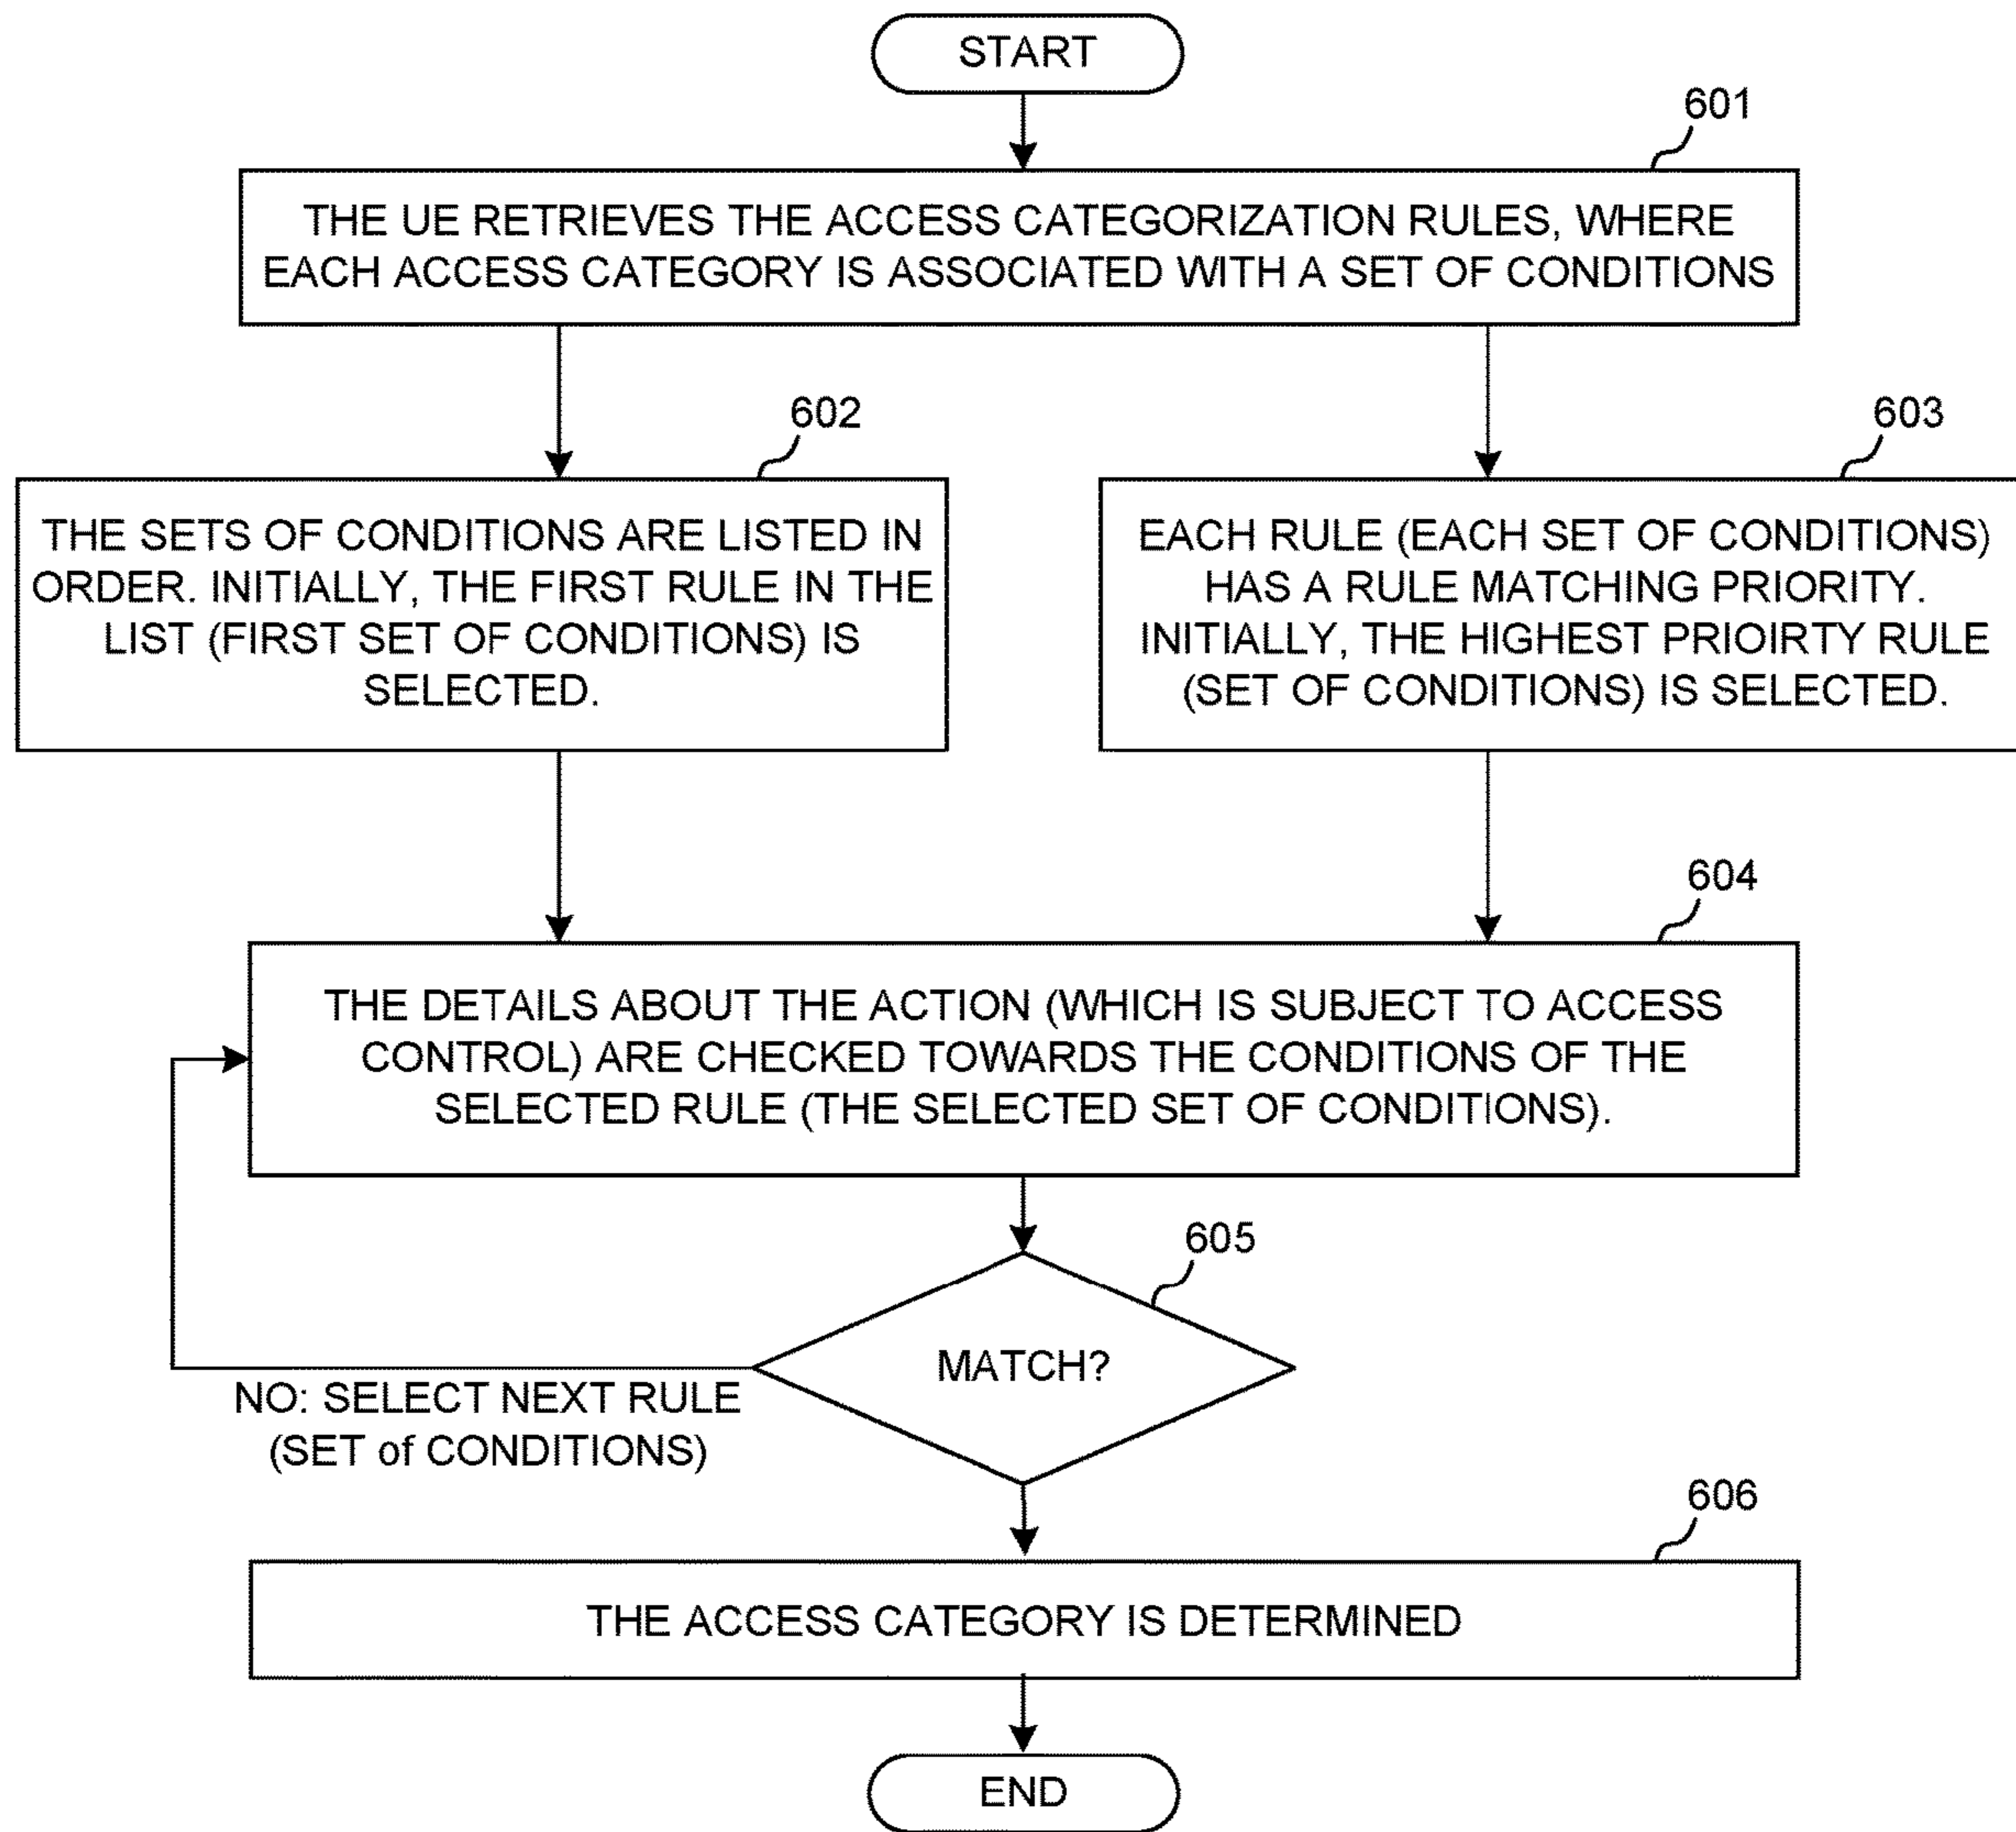 START
601
THE UE RETRIEVES THE ACCESS CATEGORIZATION RULES, WHERE
EACH ACCESS CATEGORY IS ASSOCIATED WITH A SET OF CONDITIONS
602
THE SETS OF CONDITIONS ARE LISTED IN
ORDER. INITIALLY, THE FIRST RULE IN THE
LIST (FIRST SET OF CONDITIONS) IS
SELECTED.
603
EACH RULE (EACH SET OF CONDITIONS)
HAS A RULE MATCHING PRIORITY.
INITIALLY, THE HIGHEST PRIOIRTY RULE
(SET OF CONDITIONS) IS SELECTED.
604
THE DETAILS ABOUT THE ACTION (WHICH IS SUBJECT TO ACCESS
CONTROL) ARE CHECKED TOWARDS THE CONDITIONS OF THE
SELECTED RULE (THE SELECTED SET OF CONDITIONS).
605
MATCH?
NO: SELECT NEXT RULE
(SET of CONDITIONS)
606
THE ACCESS CATEGORY IS DETERMINED
END